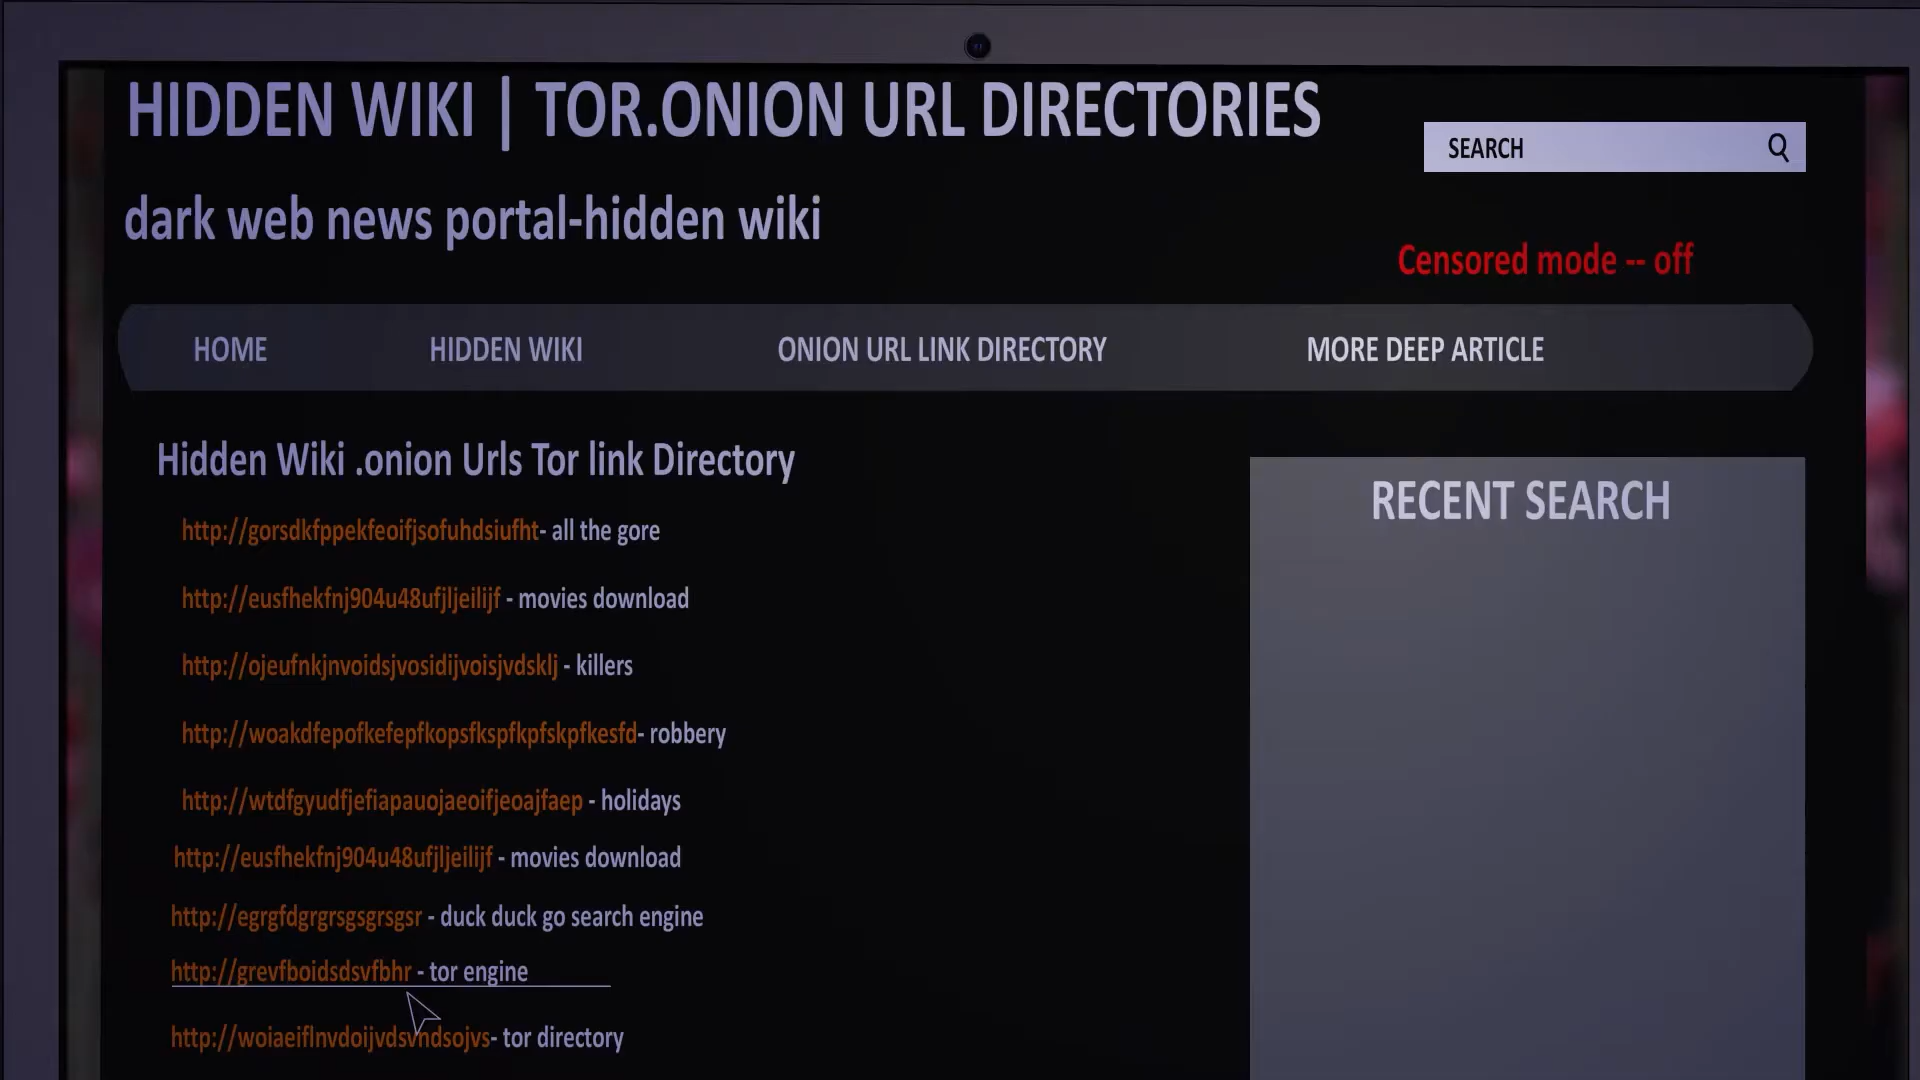 HIDDEN WIKI | TOR.ONION URL DIRECTORIES
SEARCH
dark web news portal-hidden wiki
Censored mode -- off
HOME HIDDEN WIKI ONION URL LINK DIRECTORY MORE DEEP ARTICLE
Hidden Wiki .onion Urls Tor link Directory
http://gorsdkfppekfeoifjsofuhdsiufht- all the gore
http://eusfhekfnj904u48ufjljeilijf - movies download
http://ojeufnkjnvoidsjvosidijvoisjvdsklj - killers
http://woakdfepofkefepfkopsfkspfkpfskpfkesfd- robbery
http://wtdfgyudfjefiapauojaeoifjeoajfaep - holidays
http://eusfhekfnj904u48ufjljeilijf - movies download
http://egrgfdgrgrsgsgrsgsr - duck duck go search engine
http://grevfboidsdsvfbhr - tor engine
http://woiaeiflnvdoijvdsvndsojvs- tor directory
RECENT SEARCH